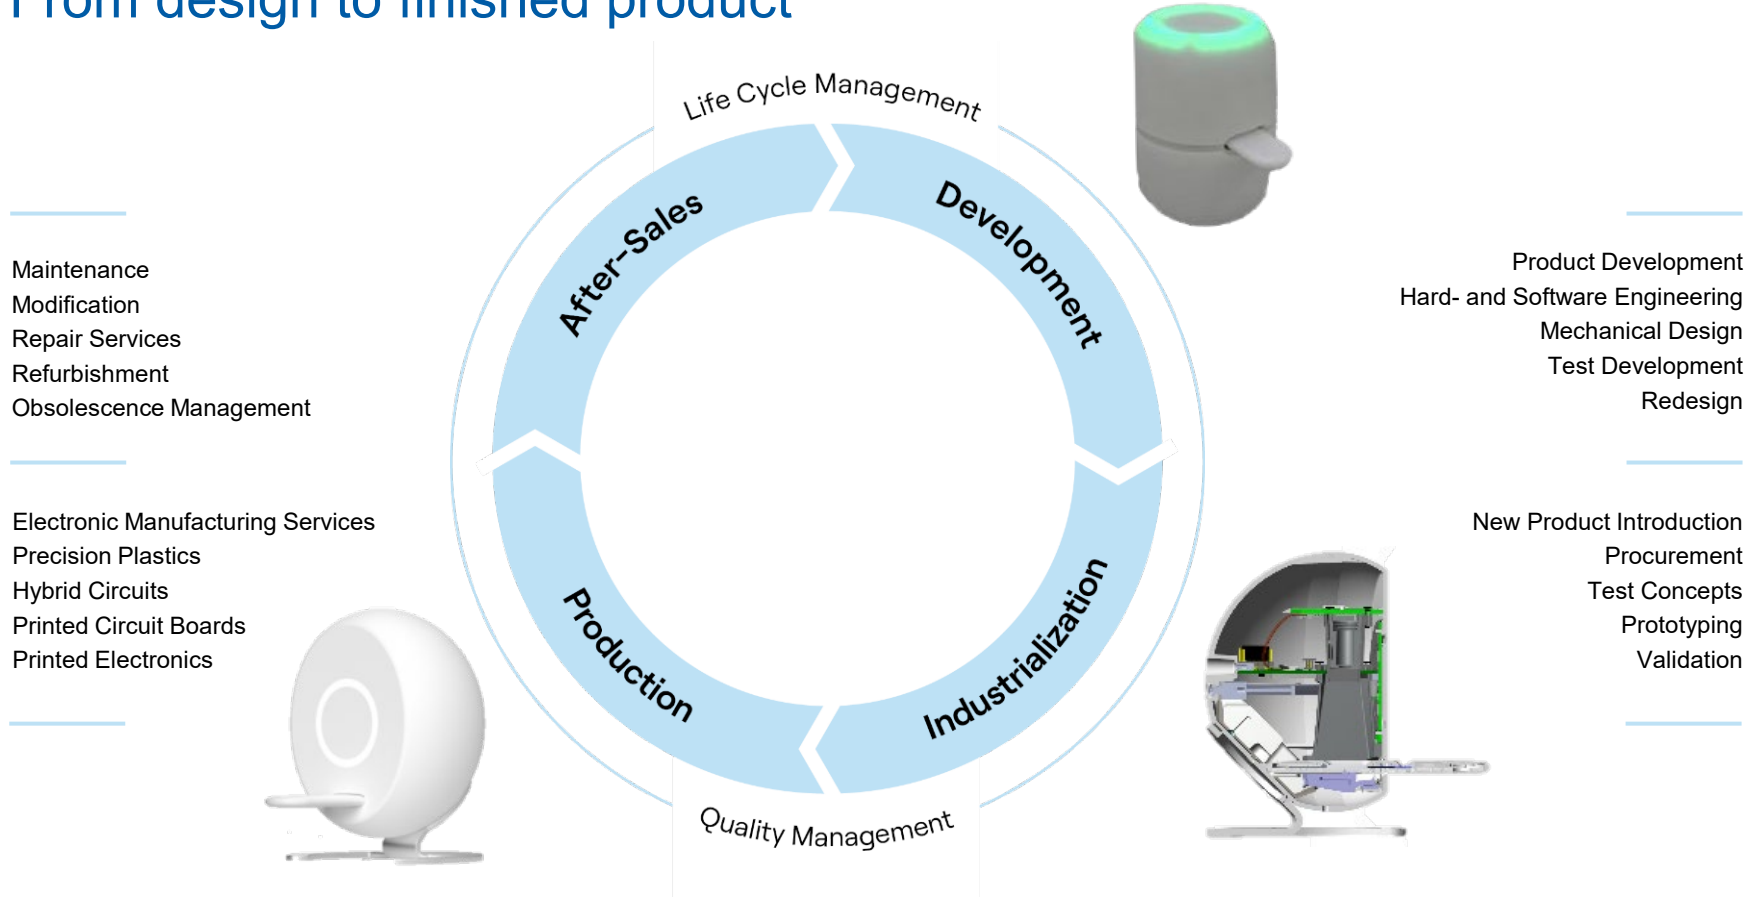 From design to finished product
Life Cycle Management
After-Sales
Development
Maintenance
Modification
Repair Services
Refurbishment
Obsolescence Management
Product Development
Hard- and Software Engineering
Mechanical Design
Test Development
Redesign
Electronic Manufacturing Services
Precision Plastics
Hybrid Circuits
Printed Circuit Boards
Printed Electronics
Production
Industrialization
New Product Introduction
Procurement
Test Concepts
Prototyping
Validation
Quality Management